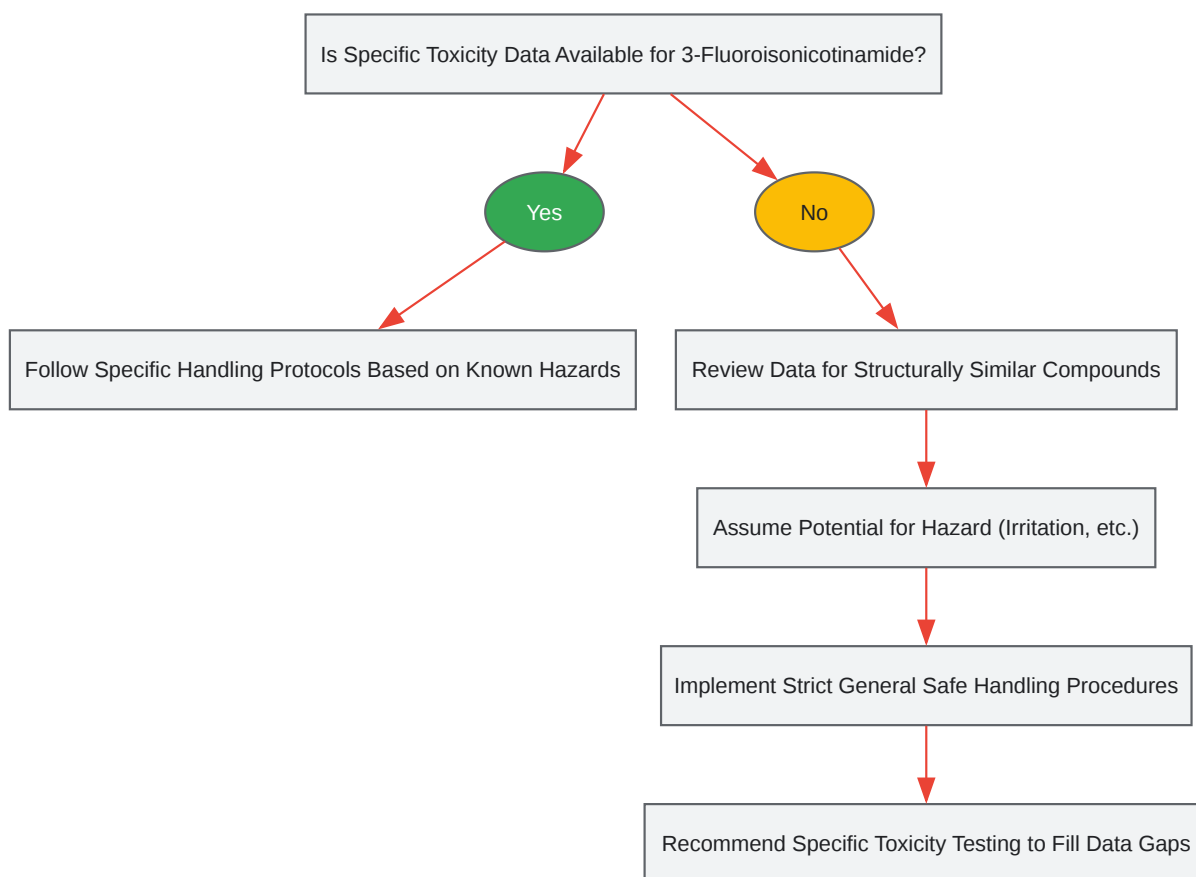 Is Specific Toxicity Data Available for 3-Fluoroisonicotinamide?
Yes
No
Follow Specific Handling Protocols Based on Known Hazards
Review Data for Structurally Similar Compounds
Assume Potential for Hazard (Irritation, etc.)
Implement Strict General Safe Handling Procedures
Recommend Specific Toxicity Testing to Fill Data Gaps